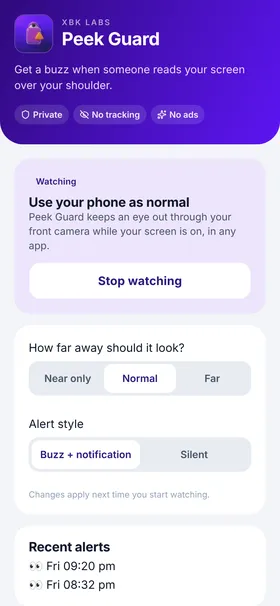 XBK LABS
Peek Guard
Get a buzz when someone reads your screen
over your shoulder.
Private
No tracking
No ads
Watching
Use your phone as normal
Peek Guard keeps an eye out through your
front camera while your screen is on, in any
app.
Stop watching
How far away should it look?
Near only
Normal
Far
Alert style
Buzz + notification
Silent
Changes apply next time you start watching.
Recent alerts
👀 Fri 09:20 pm
👀 Fri 08:32 pm